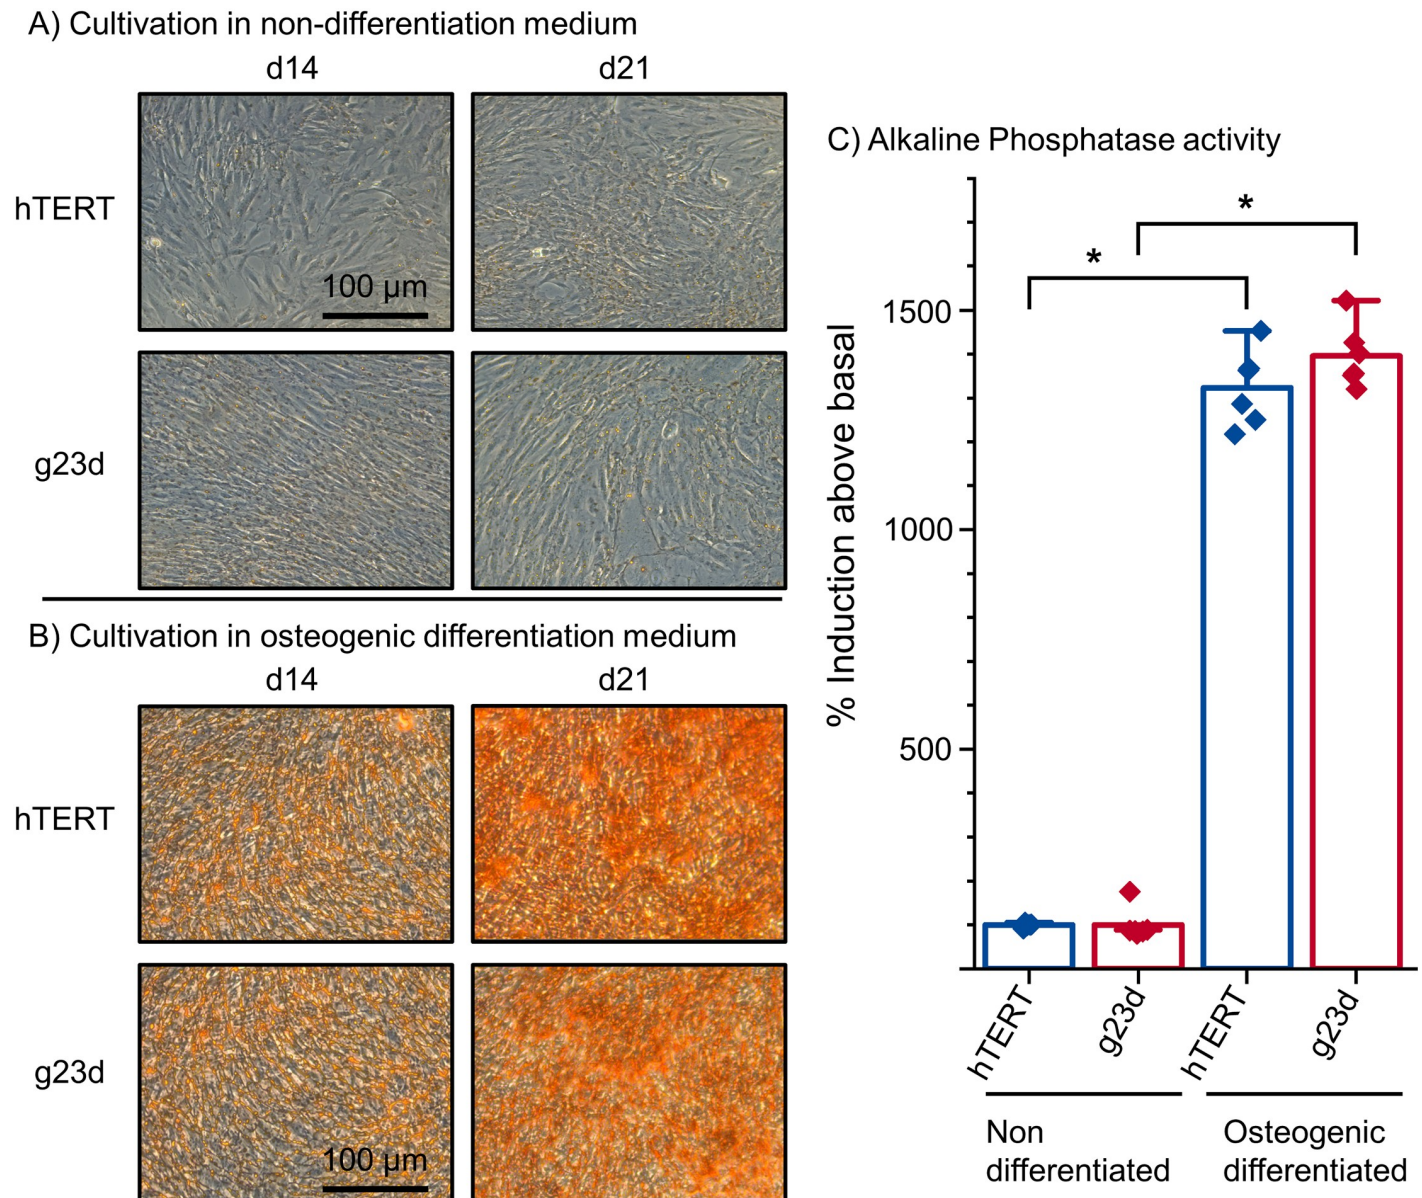 A) Cultivation in non-differentiation medium
d14
d21
hTERT
100 µm
g23d
B) Cultivation in osteogenic differentiation medium
d14
d21
hTERT
g23d
100 µm
C) Alkaline Phosphatase activity
% Induction above basal
1500
1000
500
*
*
hTERT
g23d
hTERT
g23d
Non
differentiated
Osteogenic
differentiated